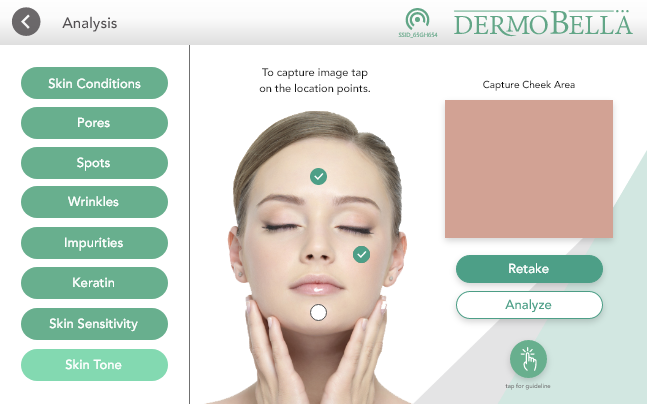 Analysis
SSID_65GH654
DERMOBELLA
Skin Conditions
Pores
Spots
Wrinkles
Impurities
Keratin
Skin Sensitivity
Skin Tone
To capture image tap
on the location points.
Capture Cheek Area
Retake
Analyze
tap for guideline